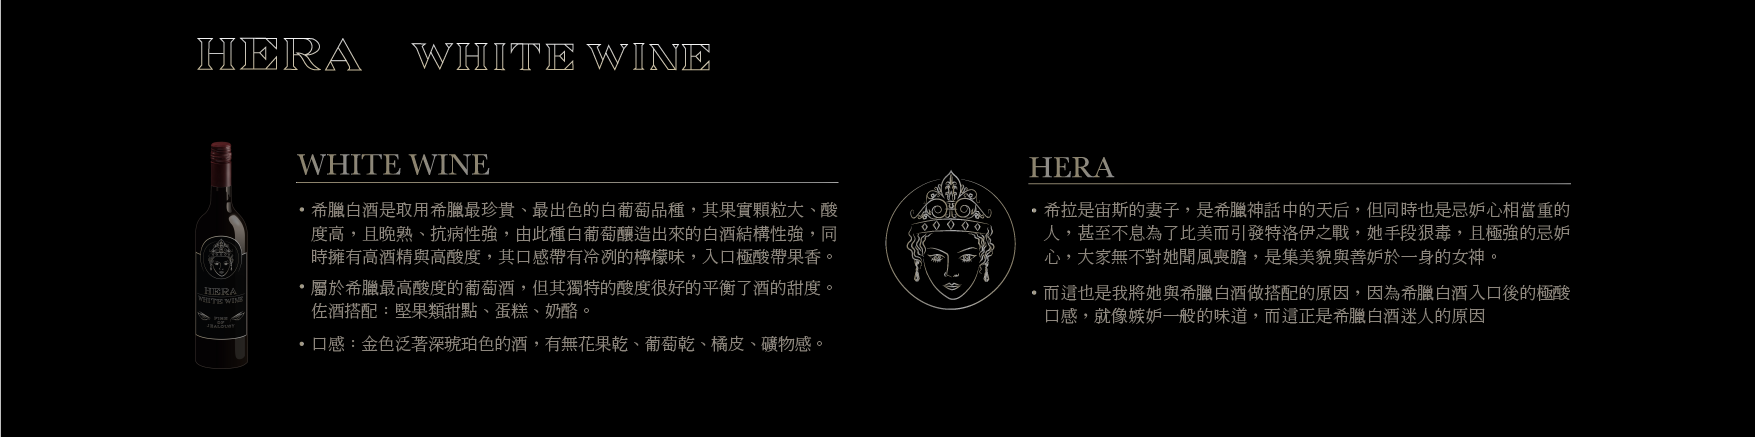 HERA WHITE WINE
WHITE WINE
• 希臘白酒是取用希臘最珍貴、最出色的白葡萄品種，其果實顆粒大、酸
度高，且晚熟、抗病性強，由此種白葡萄釀造出來的白酒結構性強，同
時擁有高酒精與高酸度，其口感帶有冷冽的檸檬味，入口極酸帶果香。
• 屬於希臘最高酸度的葡萄酒，但其獨特的酸度很好的平衡了酒的甜度。
佐酒搭配：堅果類甜點、蛋糕、奶酪。
• 口感：金色泛著深琥珀色的酒，有無花果乾、葡萄乾、橘皮、礦物感。
HERA
WHITE WINE
FIRE
OF
JEALOUSY
HERA
• 希拉是宙斯的妻子，是希臘神話中的天后，但同時也是忌妒心相當重的
人，甚至不息為了比美而引發特洛伊之戰，她手段狠毒，且極強的忌妒
心，大家無不對她聞風喪膽，是集美貌與善妒於一身的女神。
• 而這也是我將她與希臘白酒做搭配的原因，因為希臘白酒入口後的極酸
口感，就像嫉妒一般的味道，而這正是希臘白酒迷人的原因